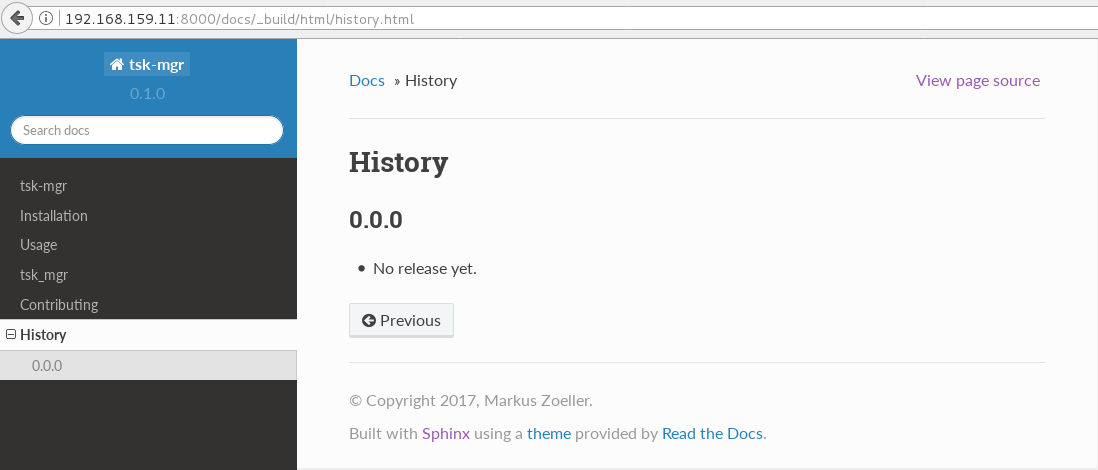 192.168.159.11:8000/docs/_build/html/history.html
tsk-mgr
0.1.0
Search docs
tsk-mgr
Installation
Usage
tsk_mgr
Contributing
History
0.0.0
Docs » History
View page source
History
0.0.0
• No release yet.
Previous
© Copyright 2017, Markus Zoeller.
Built with Sphinx using a theme provided by Read the Docs.